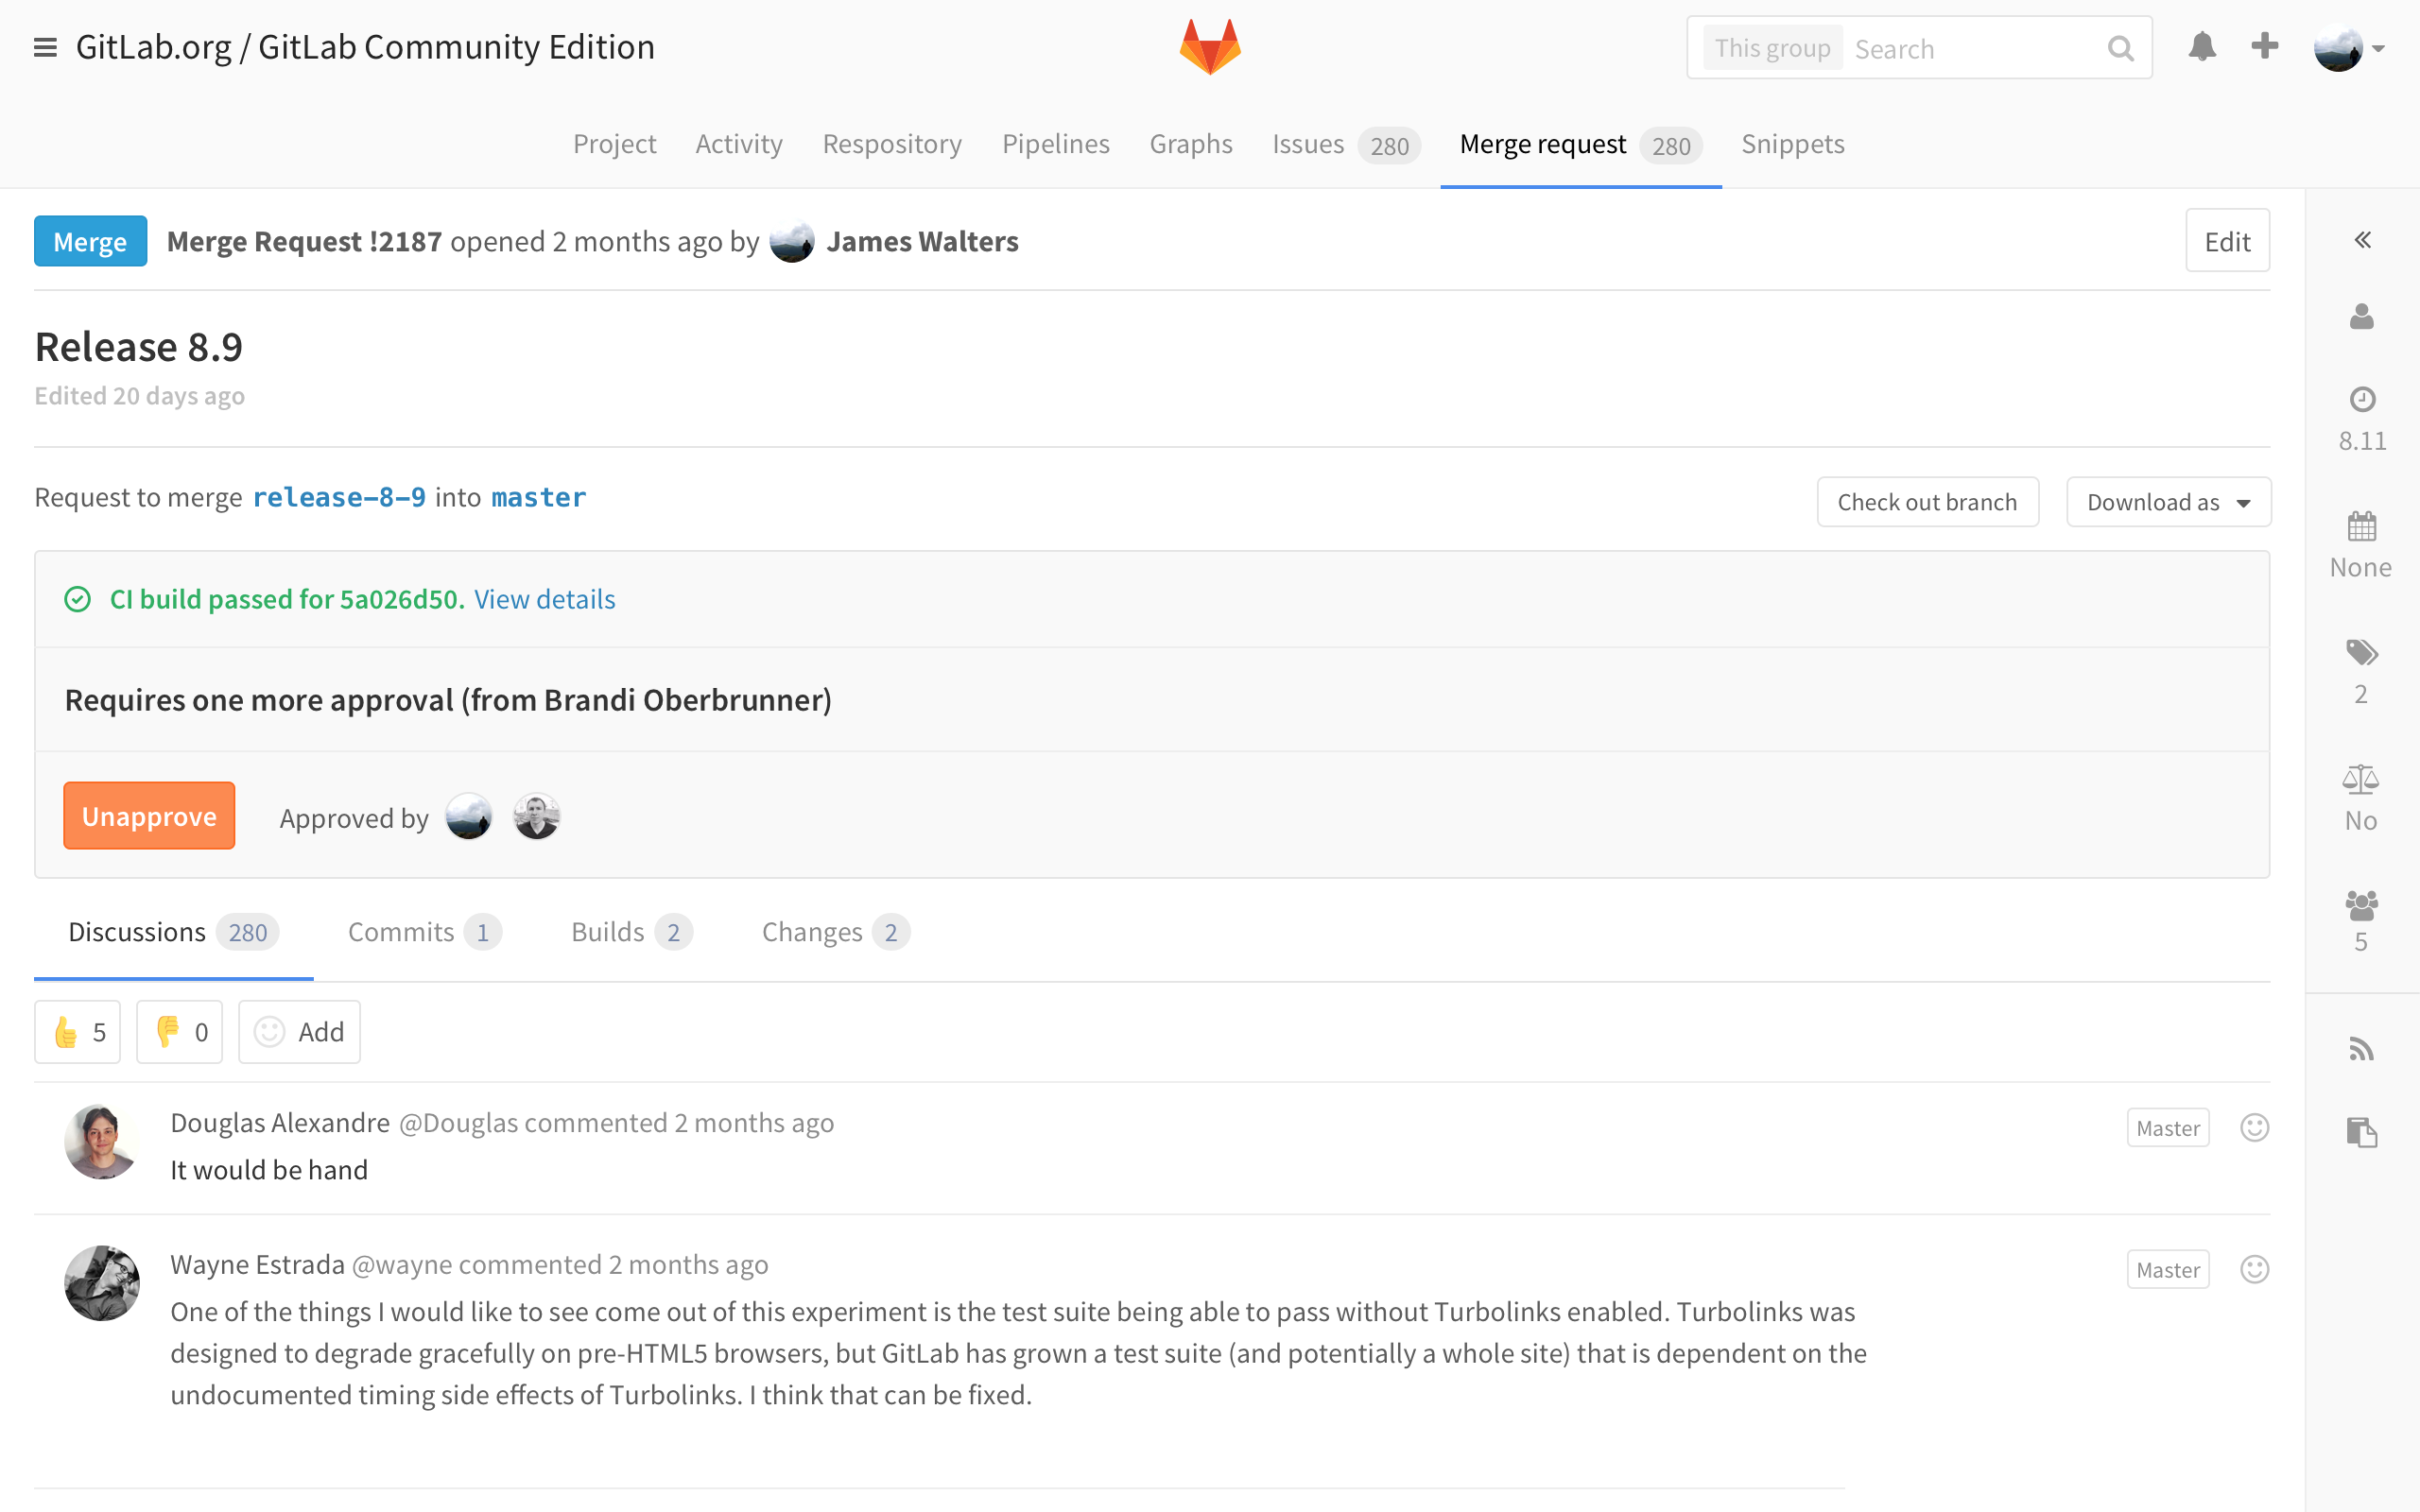 GitLab.org / GitLab Community Edition
This group Search
Project Activity Respository Pipelines Graphs Issues 280 Merge request 280 Snippets
Merge Merge Request !2187 opened 2 months ago by James Walters Edit
Release 8.9
Edited 20 days ago
8.11
Request to merge release-8-9 into master Check out branch Download as
None
CI build passed for 5a026d50. View details
Requires one more approval (from Brandi Oberbrunner)
2
Unapprove Approved by
No
Discussions 280 Commits 1 Builds 2 Changes 2
5
5 0 Add
Douglas Alexandre @Douglas commented 2 months ago Master
It would be hand
Wayne Estrada @wayne commented 2 months ago Master
One of the things I would like to see come out of this experiment is the test suite being able to pass without Turbolinks enabled. Turbolinks was
designed to degrade gracefully on pre-HTML5 browsers, but GitLab has grown a test suite (and potentially a whole site) that is dependent on the
undocumented timing side effects of Turbolinks. I think that can be fixed.